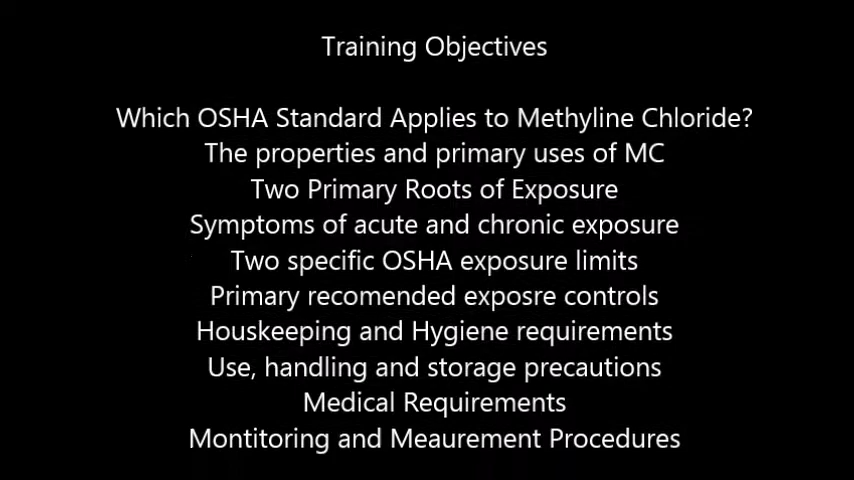 Training Objectives
Which OSHA Standard Applies to Methyline Chloride?
The properties and primary uses of MC
Two Primary Roots of Exposure
Symptoms of acute and chronic exposure
Two specific OSHA exposure limits
Primary recomended exposre controls
Houskeeping and Hygiene requirements
Use, handling and storage precautions
Medical Requirements
Montitoring and Meaurement Procedures